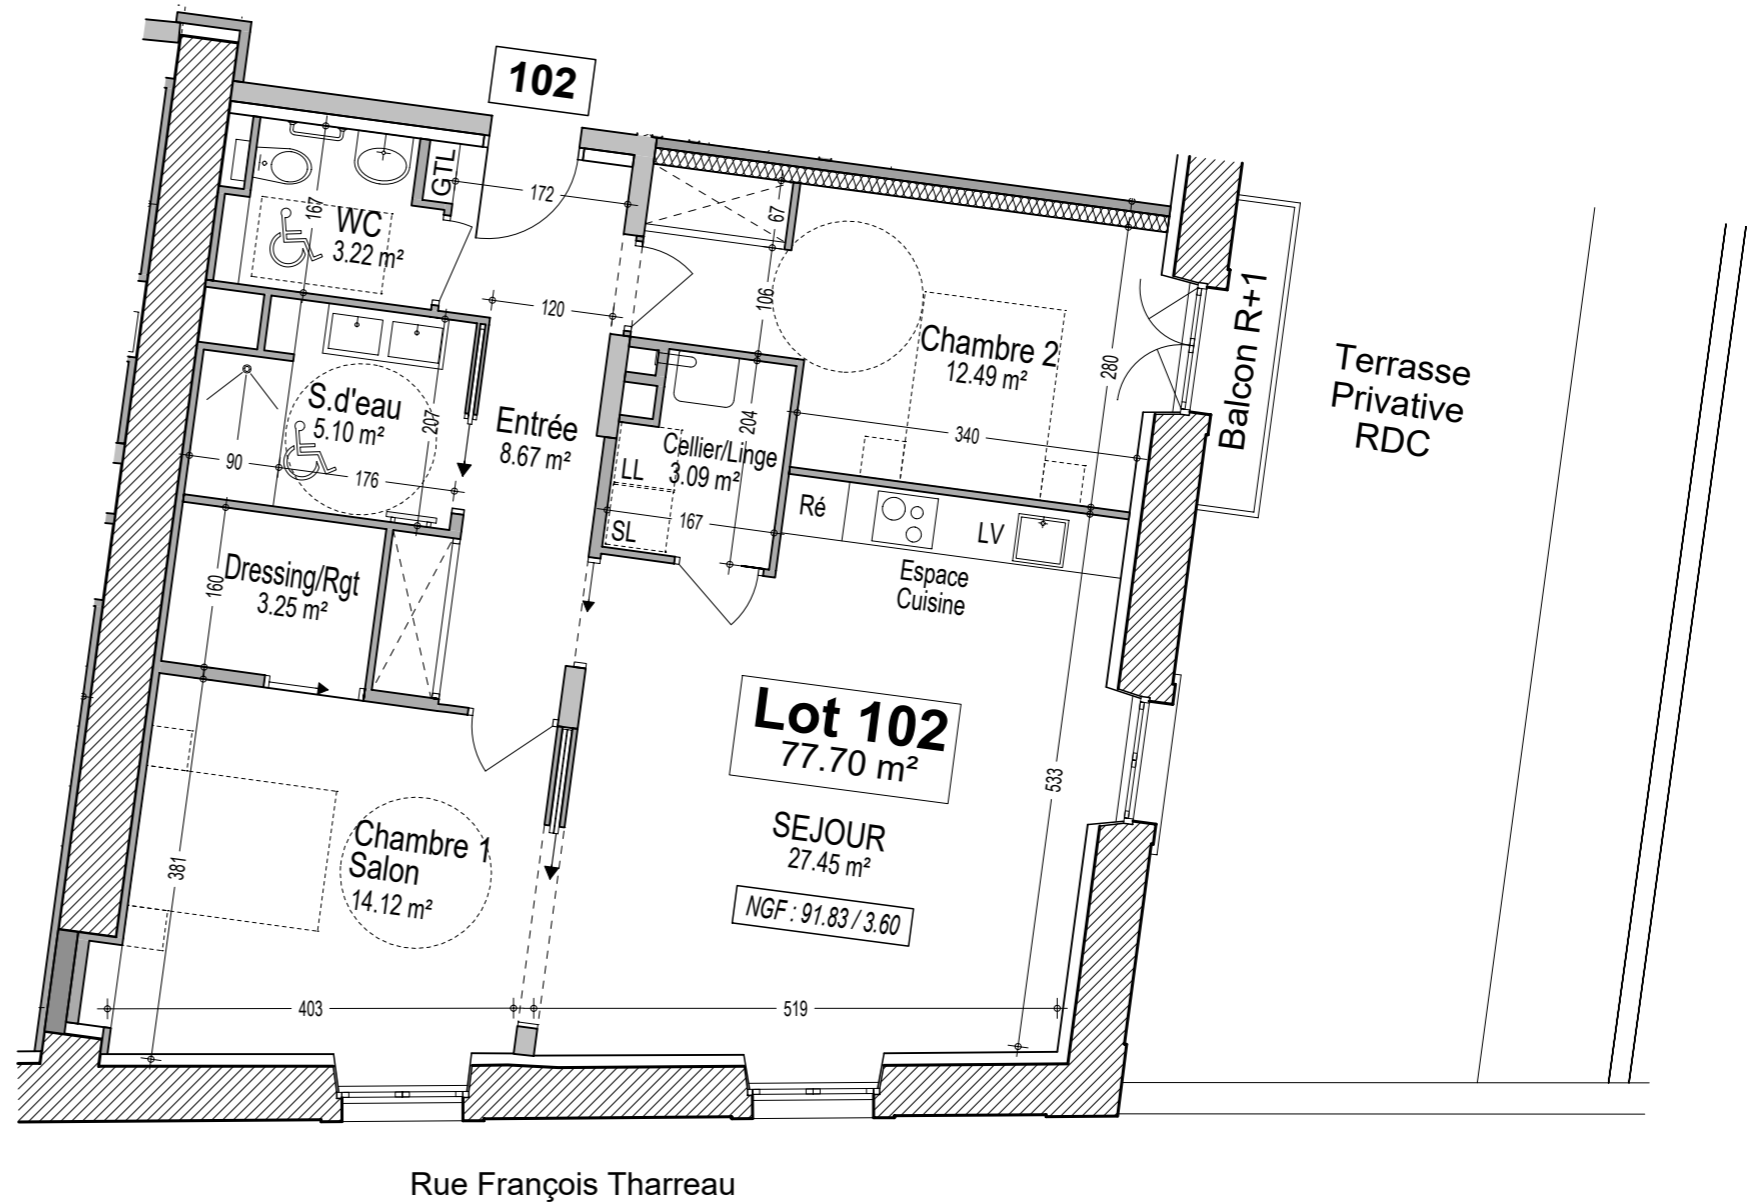 102
GTL
172
67
167
WC
3.22 m²
120
106
Chambre 2
12.49 m²
280
Balcon R+1
Terrasse
Privative
RDC
S.d'eau
5.10 m²
207
90
176
Entrée
8.67 m²
204
Cellier/Linge
3.09 m²
LL
SL
167
340
Ré
LV
Espace
Cuisine
Dressing/Rgt
3.25 m²
160
Lot 102
77.70 m²
533
SEJOUR
27.45 m²
NGF : 91.83 / 3.60
Chambre 1
Salon
14.12 m²
381
403
519
Rue François Tharreau